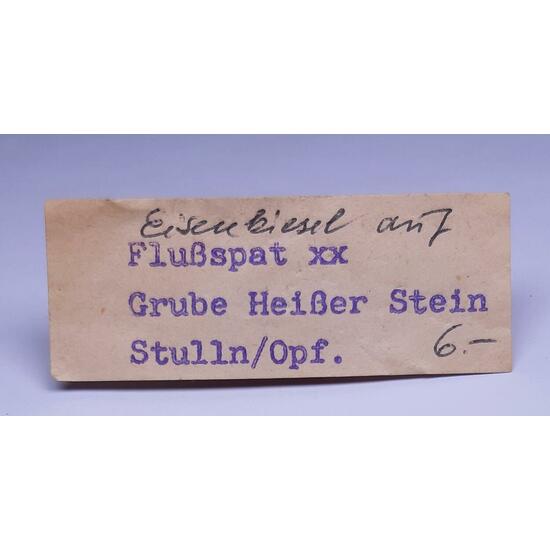 Eisenkiesel auf
Flußspat xx
Grube Heißer Stein
Stulln/Opf. 6.-